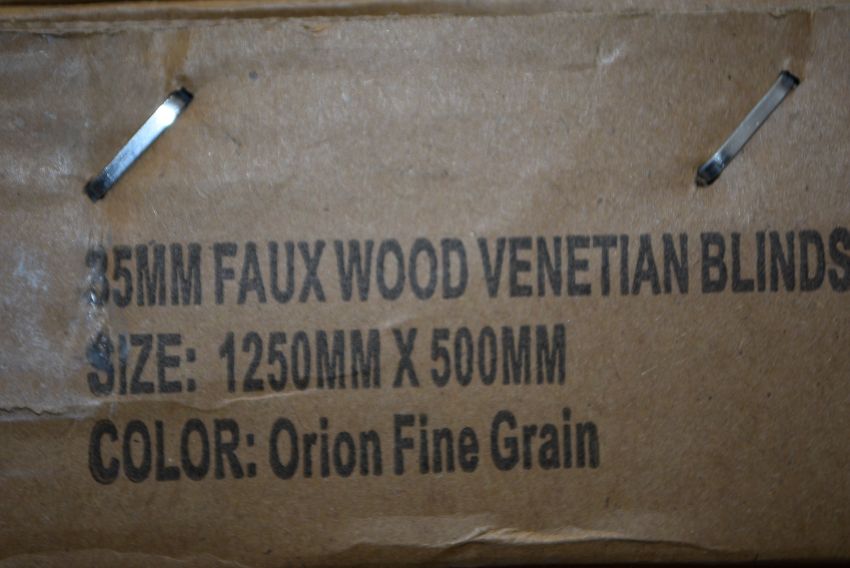 35MM FAUX WOOD VENETIAN BLINDS
SIZE: 1250MM X 500MM
COLOR: Orion Fine Grain